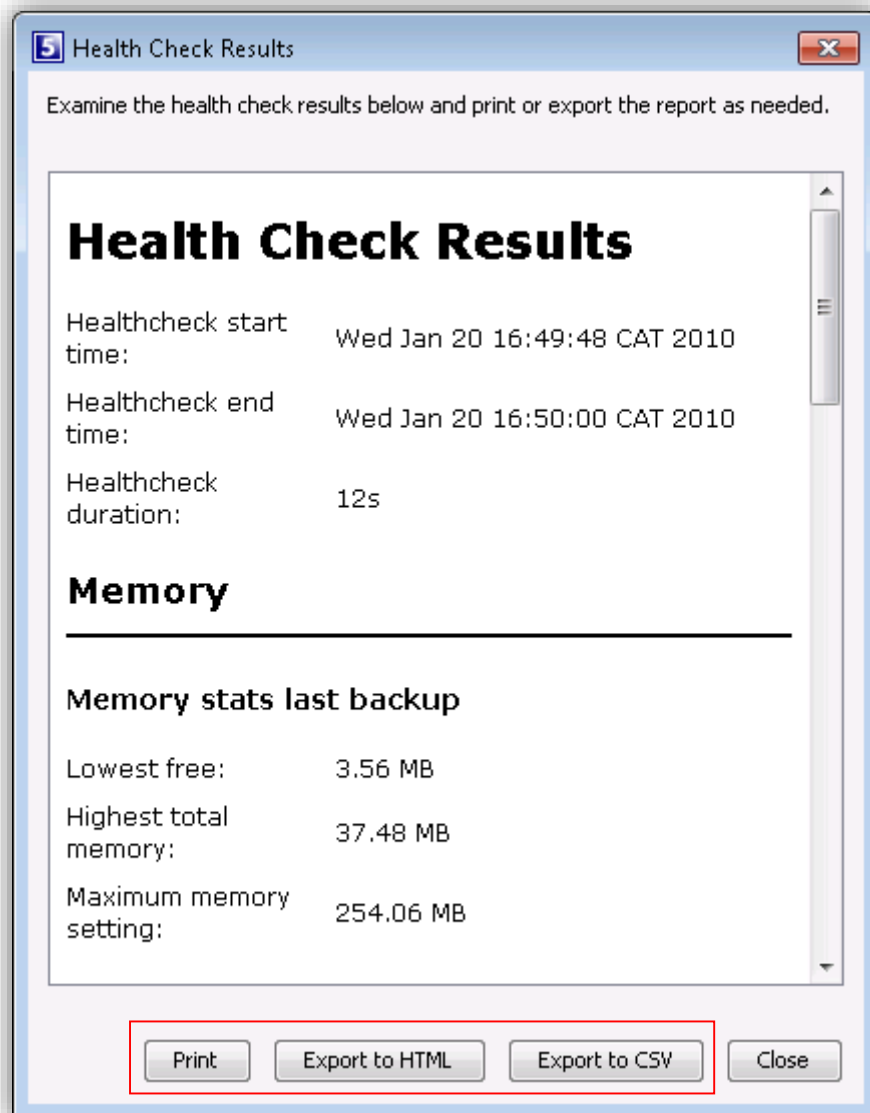 5 Health Check Results
Examine the health check results below and print or export the report as needed.
Health Check Results
Healthcheck start
time:
Wed Jan 20 16:49:48 CAT 2010
Healthcheck end
time:
Wed Jan 20 16:50:00 CAT 2010
Healthcheck
duration:
12s
Memory
Memory stats last backup
Lowest free: 3.56 MB
Highest total
memory:
37.48 MB
Maximum memory
setting:
254.06 MB
Print Export to HTML Export to CSV Close